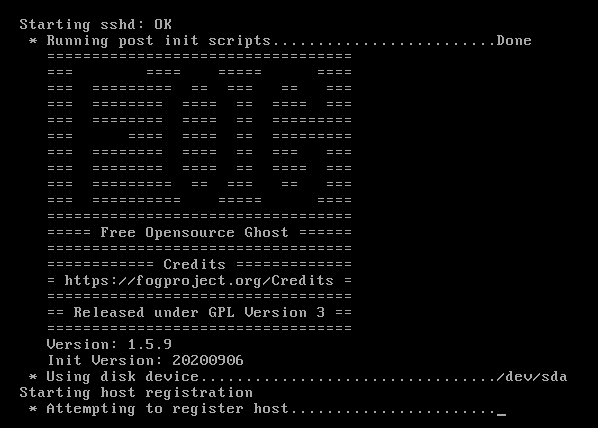 Starting sshd: OK
 * Running post init scripts.........................Done
   ==================================
   ===        ====    =====      ====
   ===  =========  ==  ===   ==   ===
   ===  ========  ====  ==  ====  ===
   ===  ========  ====  ==  =========
   ===      ====  ====  ==  =========
   ===  ========  ====  ==  ===   ===
   ===  ========  ====  ==  ====  ===
   ===  =========  ==  ===   ==   ===
   ===  ==========    =====      ====
   ==================================
   ===== Free Opensource Ghost ======
   ==================================
   ============ Credits =============
   = https://fogproject.org/Credits =
   ==================================
   == Released under GPL Version 3 ==
   ==================================
   Version: 1.5.9
   Init Version: 20200906
 * Using disk device................................./dev/sda
Starting host registration
 * Attempting to register host......................._